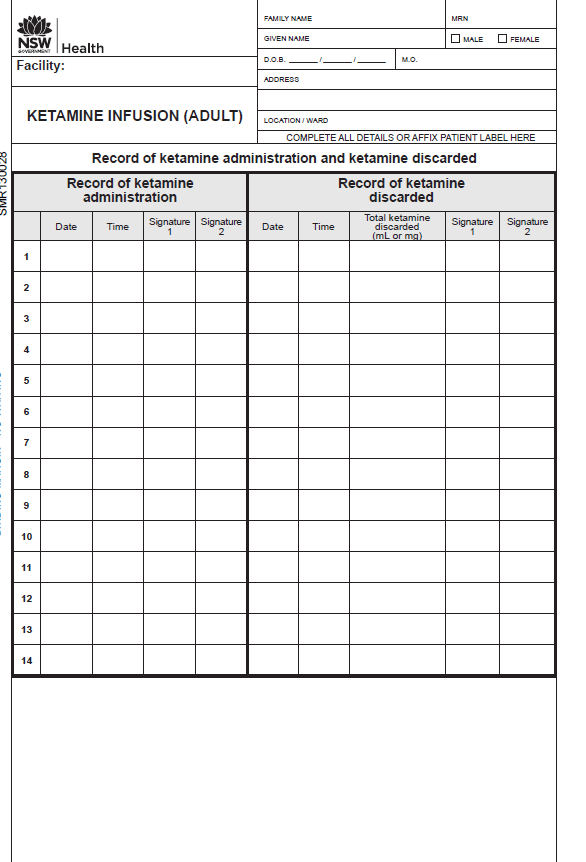 NSW
GOVERNMENT
Health
FAMILY NAME
MRN
GIVEN NAME
MALE
FEMALE
Facility:
D.O.B. _______ / _______ / _______
M.O.
ADDRESS
KETAMINE INFUSION (ADULT)
LOCATION / WARD
COMPLETE ALL DETAILS OR AFFIX PATIENT LABEL HERE
SMR130028
Record of ketamine administration and ketamine discarded
Record of ketamine
administration
Record of ketamine
discarded
Date
Time
Signature
1
Signature
2
Date
Time
Total ketamine
discarded
(mL or mg)
Signature
1
Signature
2
1
2
3
4
5
6
7
8
9
10
11
12
13
14